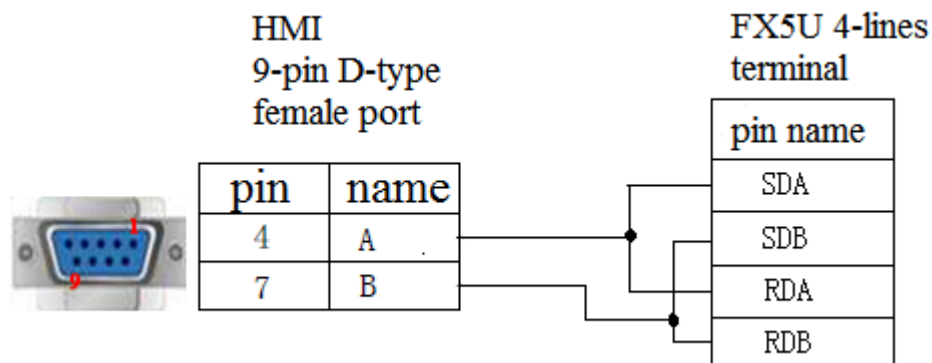 HMI
9-pin D-type
female port
FX5U 4-lines
terminal
pin name
pin name
SDA
4 A
SDB
7 B
RDA
RDB
1
9